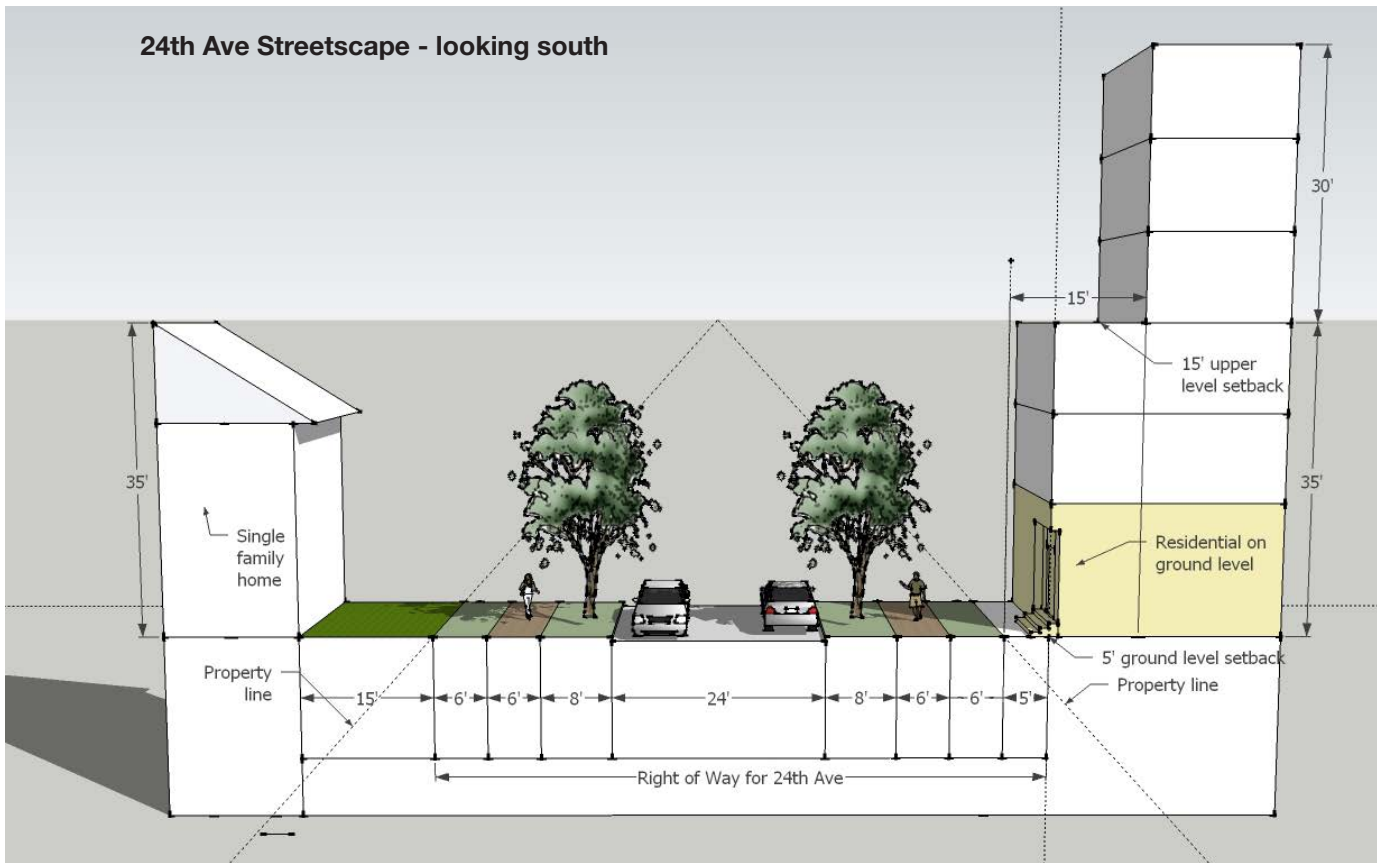 24th Ave Streetscape - looking south
30'
15'
15' upper
level setback
35'
35'
Single
family
home
Residential on
ground level
5' ground level setback
Property
line
Property line
15'
6'
6'
8'
24'
8'
6'
6'
5'
Right of Way for 24th Ave